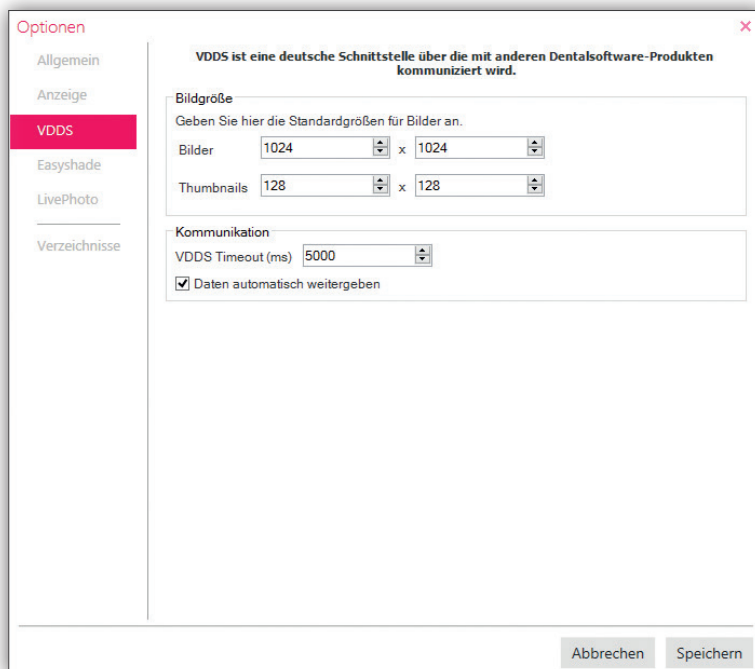 Optionen
×
Allgemein
Anzeige
VDDS
Easyshade
LivePhoto
Verzeichnisse
VDDS ist eine deutsche Schnittstelle über die mit anderen Dentalsoftware-Produkten
kommuniziert wird.
Bildgröße
Geben Sie hier die Standardgrößen für Bilder an.
Bilder 1024 x 1024
Thumbnails 128 x 128
Kommunikation
VDDS Timeout (ms) 5000
Daten automatisch weitergeben
Abbrechen Speichern